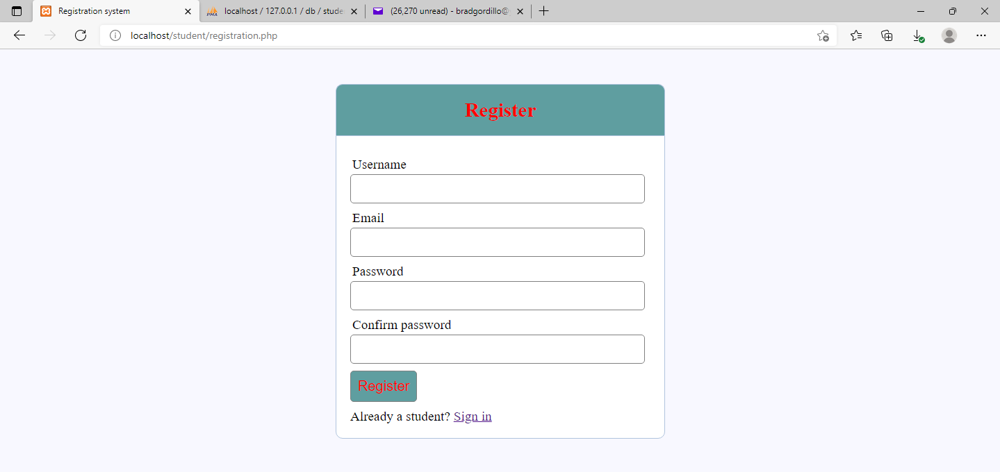 Registration system
localhost / 127.0.0.1 / db / stude
(26,270 unread) - bradgordillo@
localhost/student/registration.php
Register
Username
Email
Password
Confirm password
Register
Already a student? Sign in